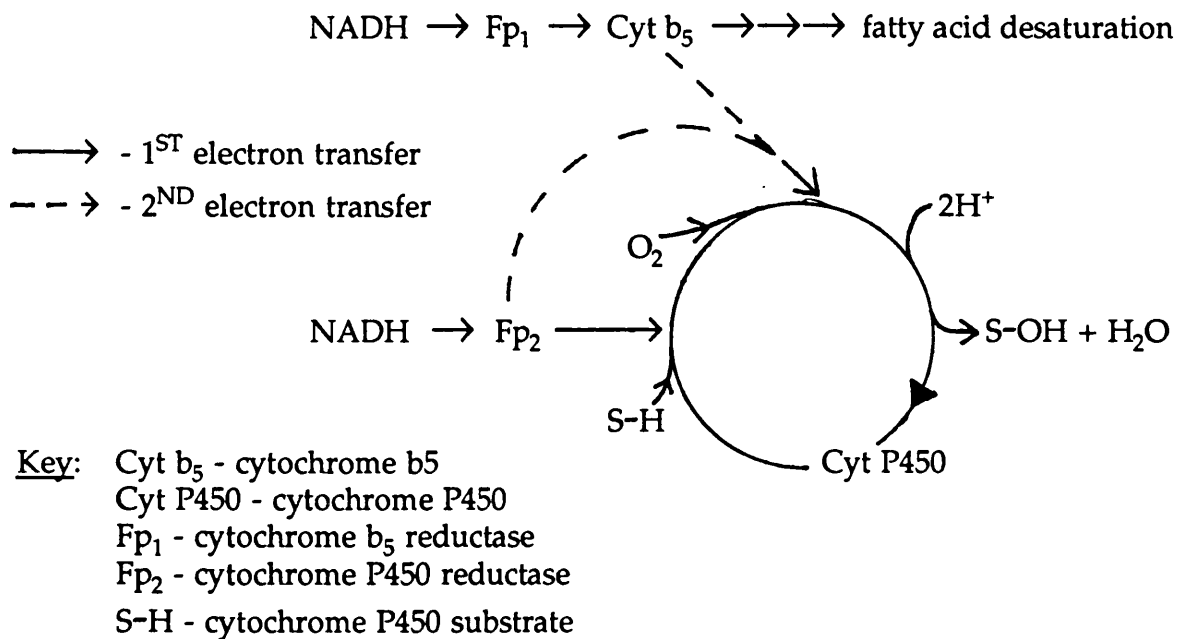 NADH → Fp₁ → Cyt b₅ →→→ fatty acid desaturation
→ - 1ST electron transfer
--→ - 2ND electron transfer
2H⁺
O₂
NADH → Fp₂ →
S-OH + H₂O
S-H
Cyt P450
Key: Cyt b₅ - cytochrome b5
Cyt P450 - cytochrome P450
Fp₁ - cytochrome b₅ reductase
Fp₂ - cytochrome P450 reductase
S-H - cytochrome P450 substrate